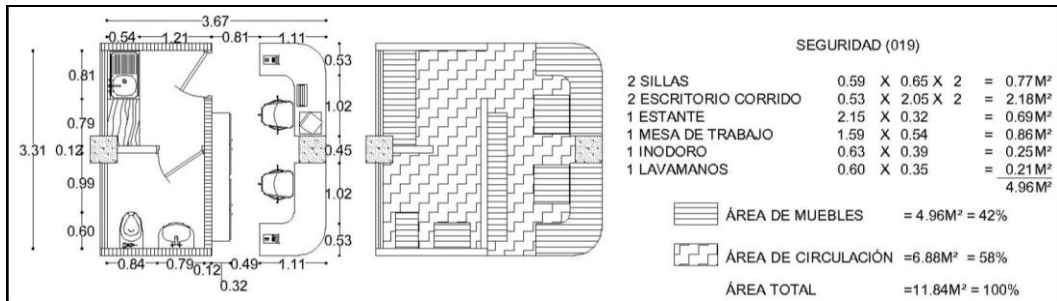 3.67
0.54 1.21 0.81 1.11
0.81
0.79
3.31
0.12
0.99
0.60
0.53
1.02
0.45
1.02
0.53
0.84 0.79 0.12 0.49 1.11
0.32
SEGURIDAD (019)
2 SILLAS 0.59 X 0.65 X 2 = 0.77M²
2 ESCRITORIO CORRIDO 0.53 X 2.05 X 2 = 2.18M²
1 ESTANTE 2.15 X 0.32 = 0.69M²
1 MESA DE TRABAJO 1.59 X 0.54 = 0.86M²
1 INODORO 0.63 X 0.39 = 0.25M²
1 LAVAMANOS 0.60 X 0.35 = 0.21M²
4.96M²
ÁREA DE MUEBLES = 4.96M² = 42%
ÁREA DE CIRCULACIÓN =6.88M² = 58%
ÁREA TOTAL =11.84M² = 100%